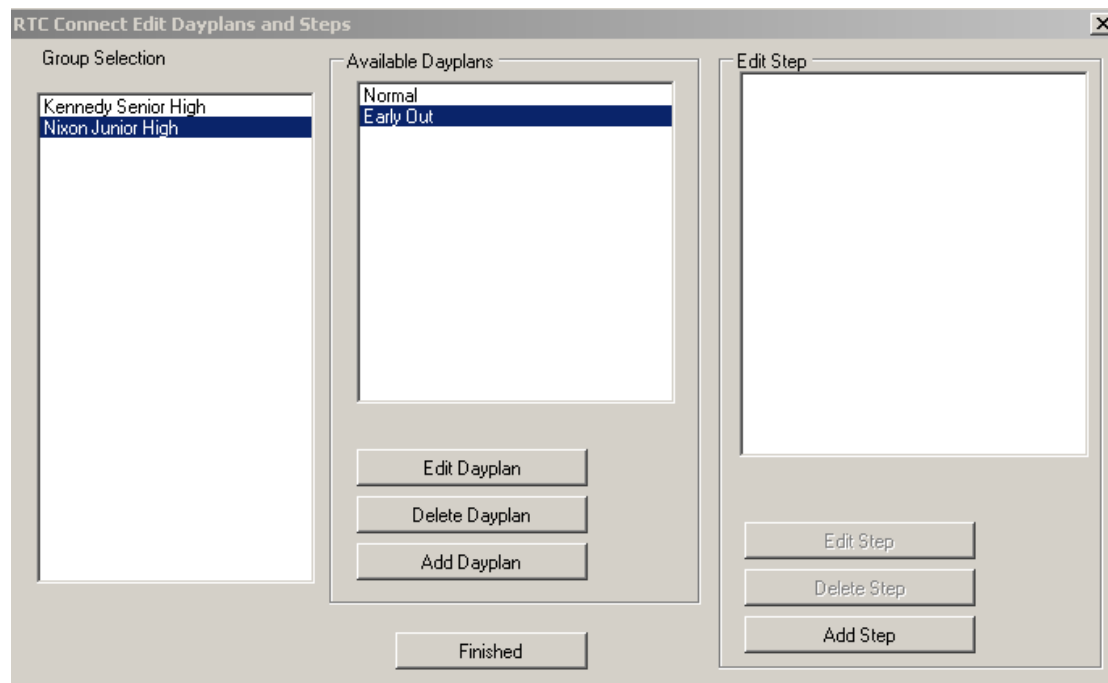 RTC Connect Edit Dayplans and Steps
Group Selection
Kennedy Senior High
Nixon Junior High
Available Dayplans
Normal
Early Out
Edit Dayplan
Delete Dayplan
Add Dayplan
Finished
Edit Step
Edit Step
Delete Step
Add Step